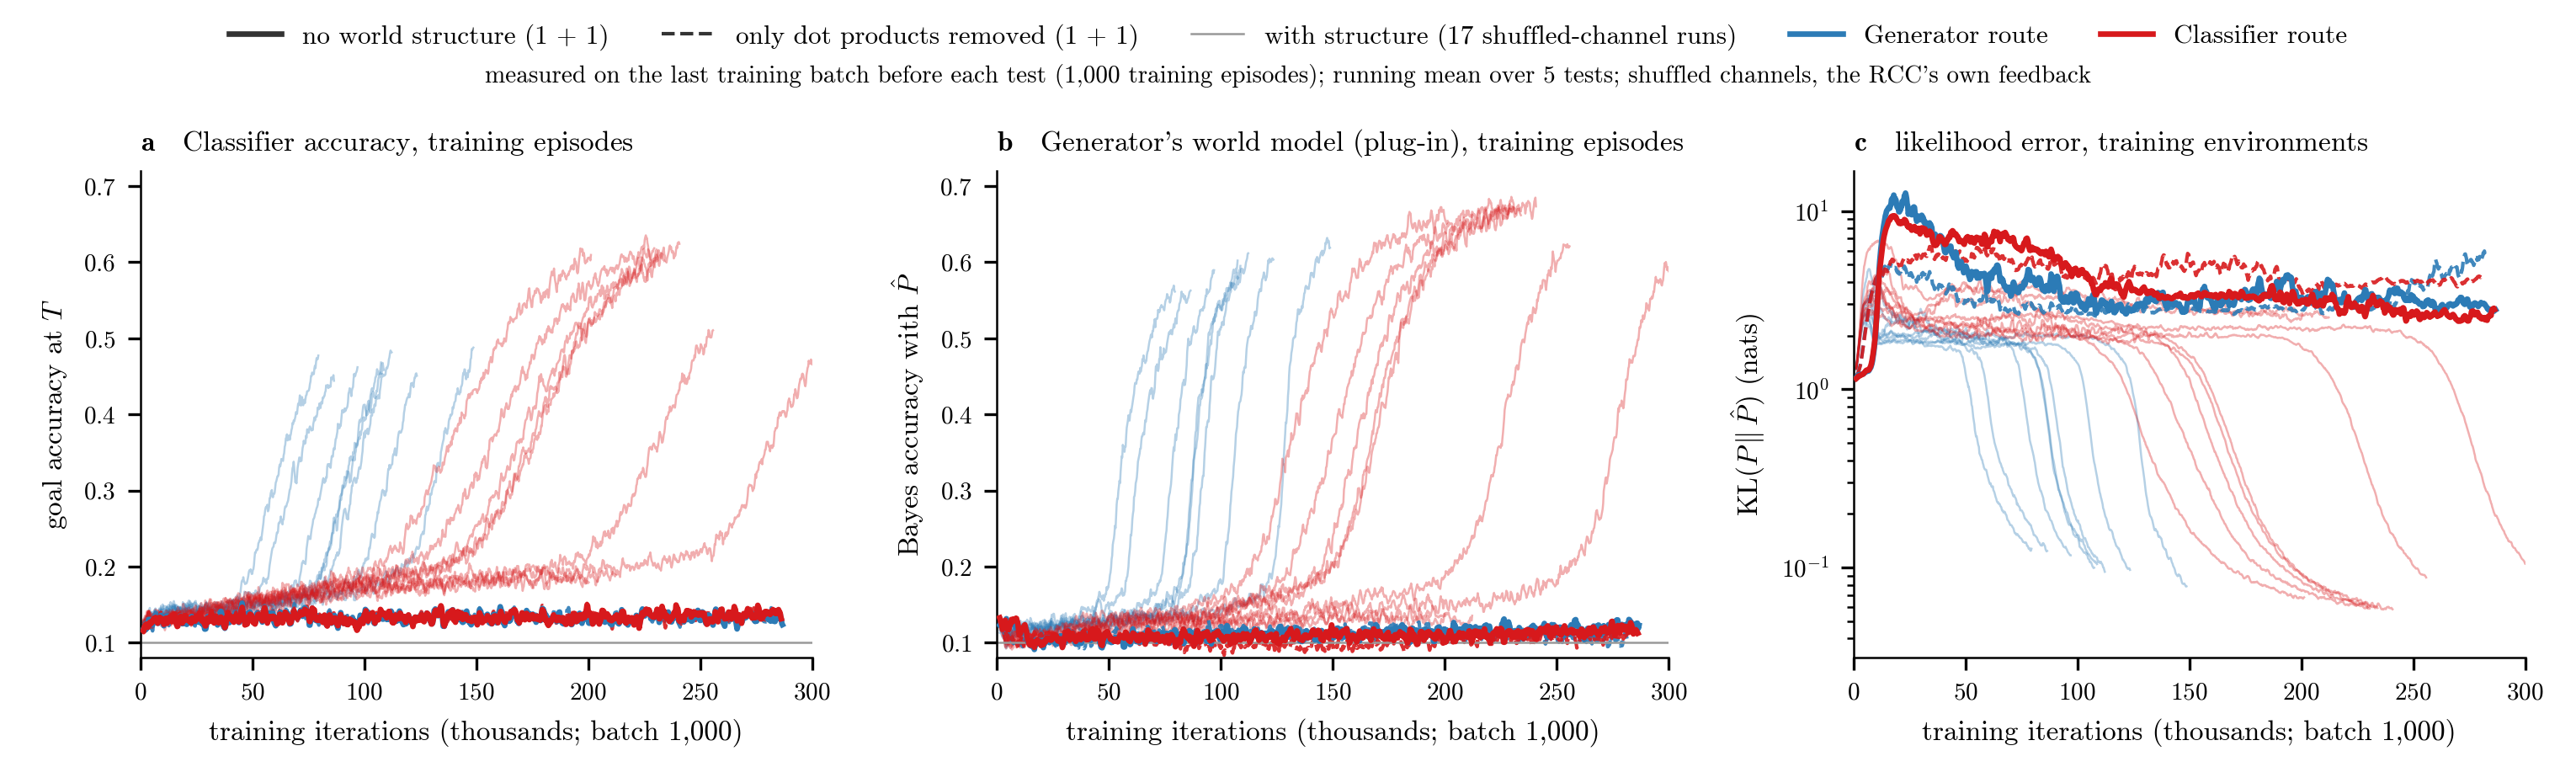 no world structure (1 + 1) only dot products removed (1 + 1) with structure (17 shuffled-channel runs) Generator route Classifier route
measured on the last training batch before each test (1,000 training episodes); running mean over 5 tests; shuffled channels, the RCC's own feedback
a Classifier accuracy, training episodes
goal accuracy at T
0.7
0.6
0.5
0.4
0.3
0.2
0.1
0 50 100 150 200 250 300
training iterations (thousands; batch 1,000)
b Generator's world model (plug-in), training episodes
Bayes accuracy with P̂
0.7
0.6
0.5
0.4
0.3
0.2
0.1
0 50 100 150 200 250 300
training iterations (thousands; batch 1,000)
c likelihood error, training environments
KL(P‖ P̂) (nats)
10¹
10⁰
10⁻¹
0 50 100 150 200 250 300
training iterations (thousands; batch 1,000)